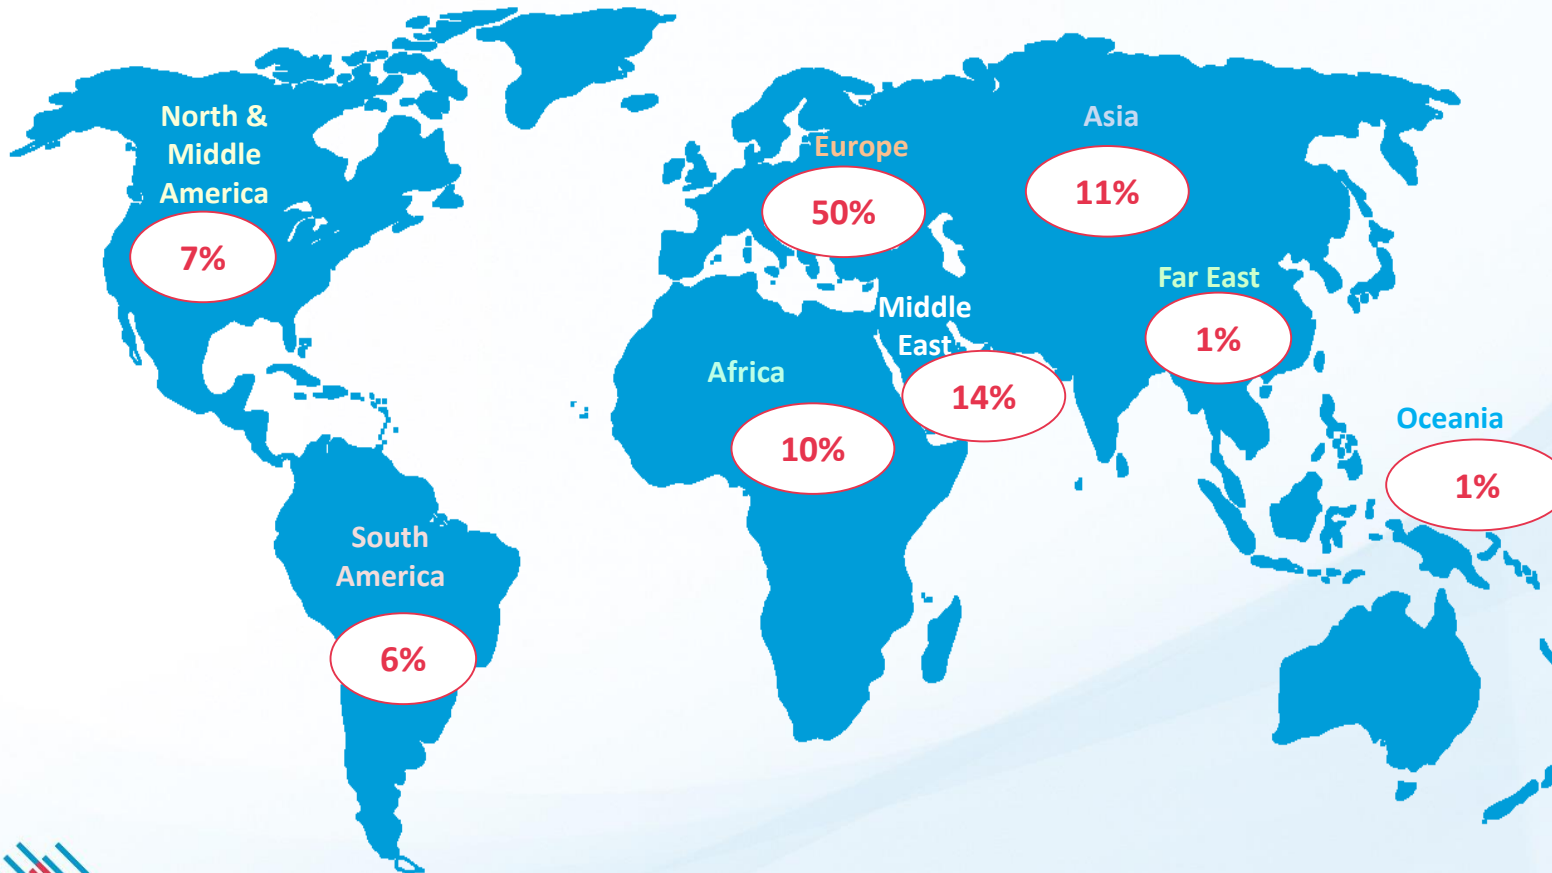 North &
Middle
America
7%
Europe
50%
Asia
11%
Far East
1%
Middle
East
14%
Africa
10%
Oceania
1%
South
America
6%